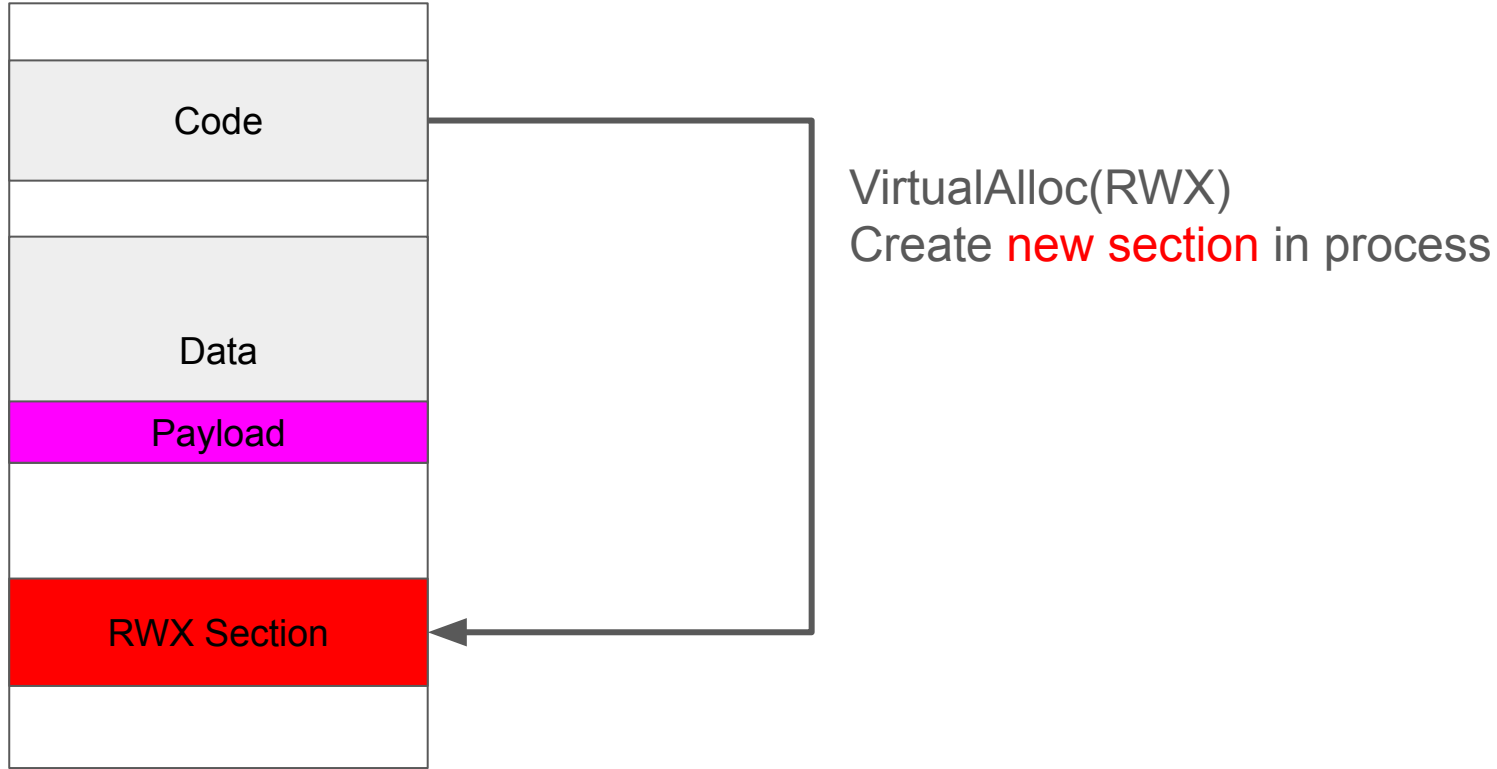 Code
VirtualAlloc(RWX)
Create new section in process
Data
Payload
RWX Section